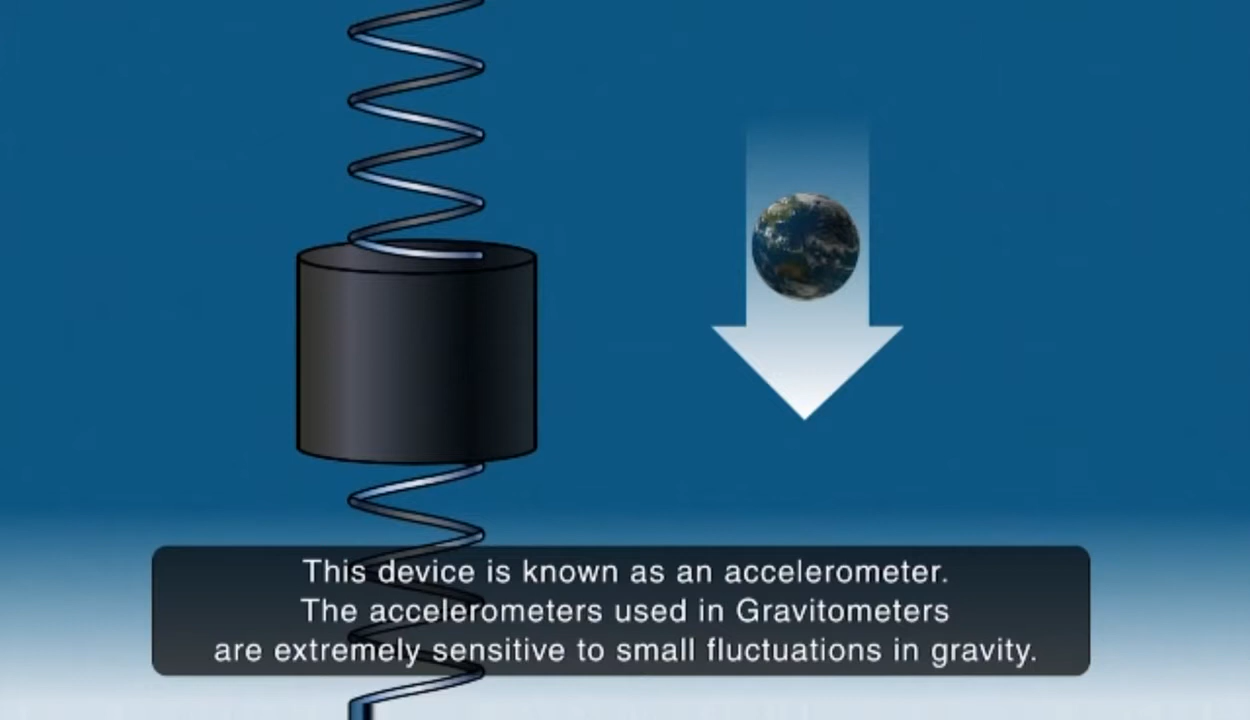 This device is known as an accelerometer.
The accelerometers used in Gravitometers
are extremely sensitive to small fluctuations in gravity.